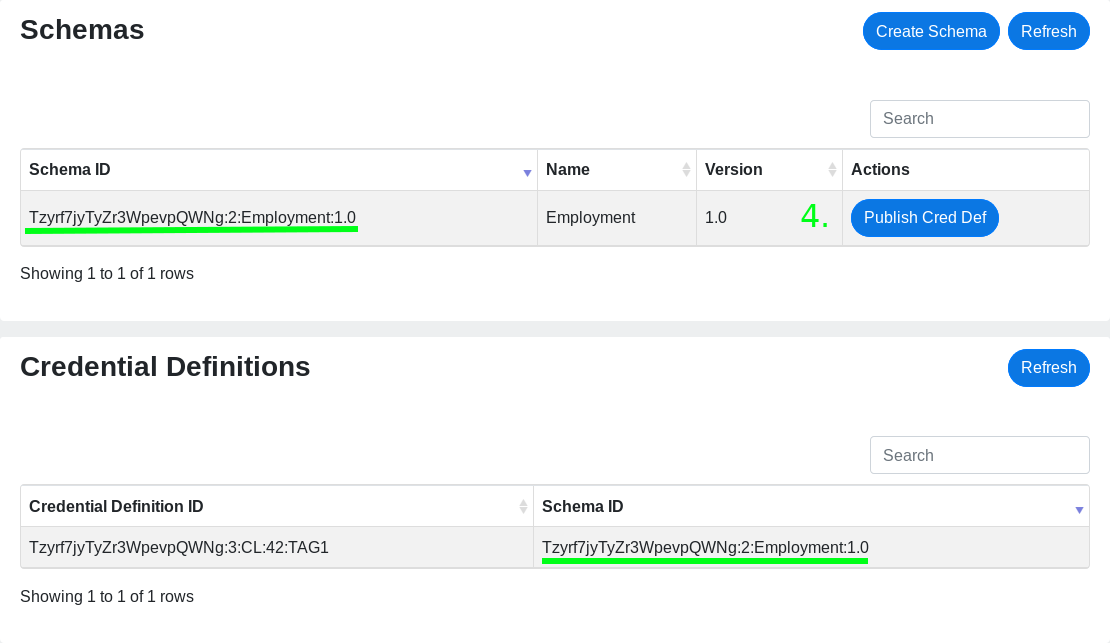 Schemas
Create Schema Refresh
Search
Schema ID Name Version Actions
Tzyrf7jyTyZr3WpevpQWNg:2:Employment:1.0 Employment 1.0 4. Publish Cred Def
Showing 1 to 1 of 1 rows
Credential Definitions
Refresh
Search
Credential Definition ID Schema ID
Tzyrf7jyTyZr3WpevpQWNg:3:CL:42:TAG1 Tzyrf7jyTyZr3WpevpQWNg:2:Employment:1.0
Showing 1 to 1 of 1 rows